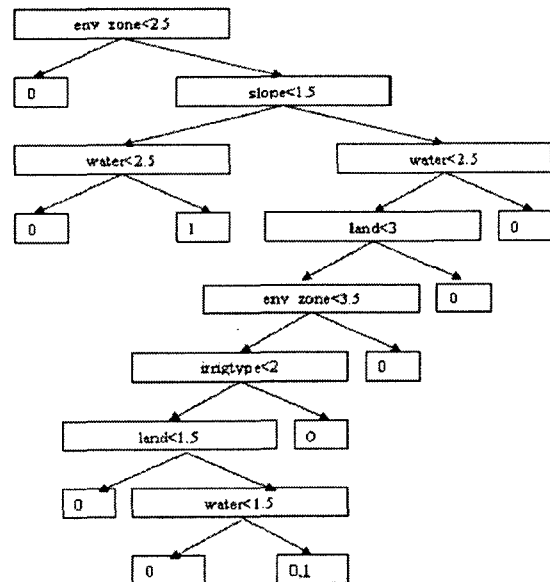 env zone<2.5
0
slope<1.5
water<2.5
water<2.5
0
1
land<3
0
env zone<3.5
0
irrigtype<2
0
land<1.5
0
0
water<1.5
0
0,1